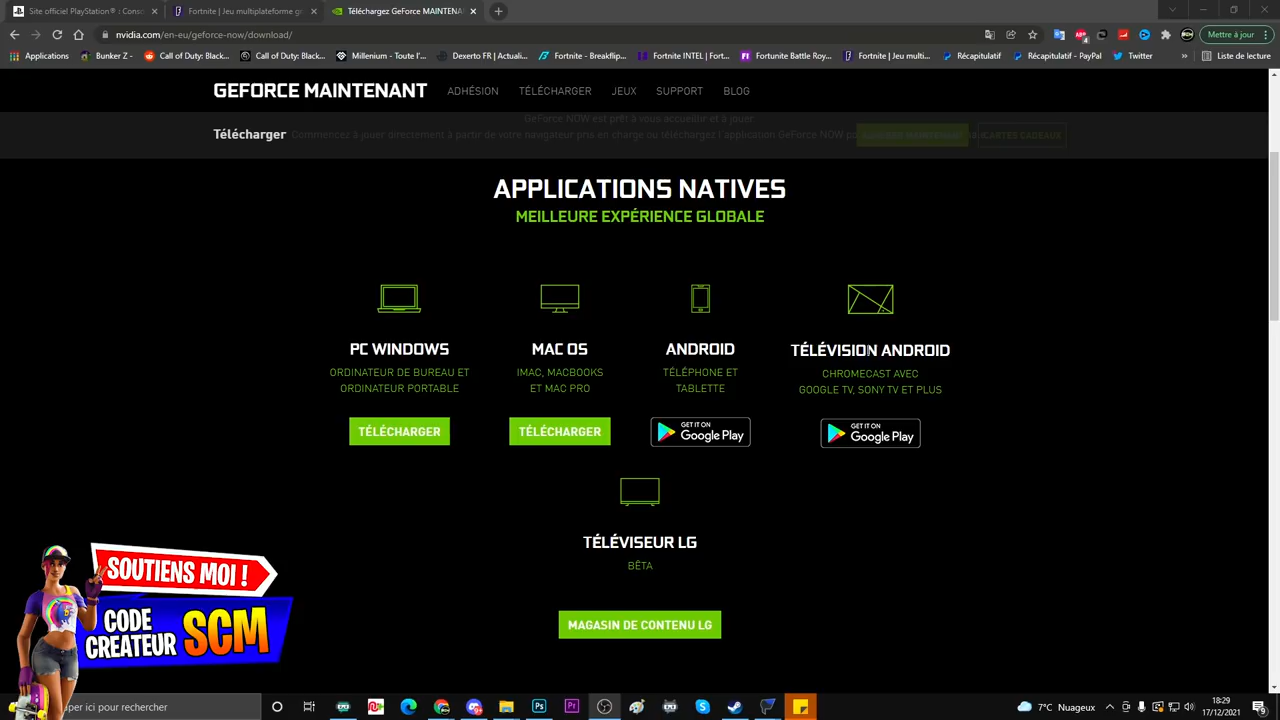 Site officiel PlayStation® : Conso
Fortnite | Jeu multiplateforme gr
Téléchargez GeForce MAINTENA
nvidia.com/en-eu/geforce-now/download/
Mettre à jour
Applications
Bunker Z -
Call of Duty: Black...
Call of Duty: Black...
Millenium - Toute l'...
Dexerto FR | Actuali...
Fortnite - Breakflip...
Fortnite INTEL | Fort...
Fortnite Battle Roy...
Fortnite | Jeu multi...
Récapitulatif
Récapitulatif - PayPal
Twitter
»
Liste de lecture
GEFORCE MAINTENANT
ADHÉSION
TÉLÉCHARGER
JEUX
SUPPORT
BLOG
GeForce NOW est prêt à vous accueillir et à jouer
Télécharger
Commencez à jouer directement à partir de votre navigateur pris en charge ou téléchargez l'application GeForce NOW po
CARTES CADEAUX
APPLICATIONS NATIVES
MEILLEURE EXPÉRIENCE GLOBALE
PC WINDOWS
ORDINATEUR DE BUREAU ET
ORDINATEUR PORTABLE
TÉLÉCHARGER
MAC OS
IMAC, MACBOOKS
ET MAC PRO
TÉLÉCHARGER
ANDROID
TÉLÉPHONE ET
TABLETTE
GET IT ON
Google Play
TÉLÉVISION ANDROID
CHROMECAST AVEC
GOOGLE TV, SONY TV ET PLUS
GET IT ON
Google Play
TÉLÉVISEUR LG
BÊTA
MAGASIN DE CONTENU LG
SOUTIENS MOI !
CODE
CREATEUR
SCM
per ici pour rechercher
7°C Nuageux
18:29
17/12/2021